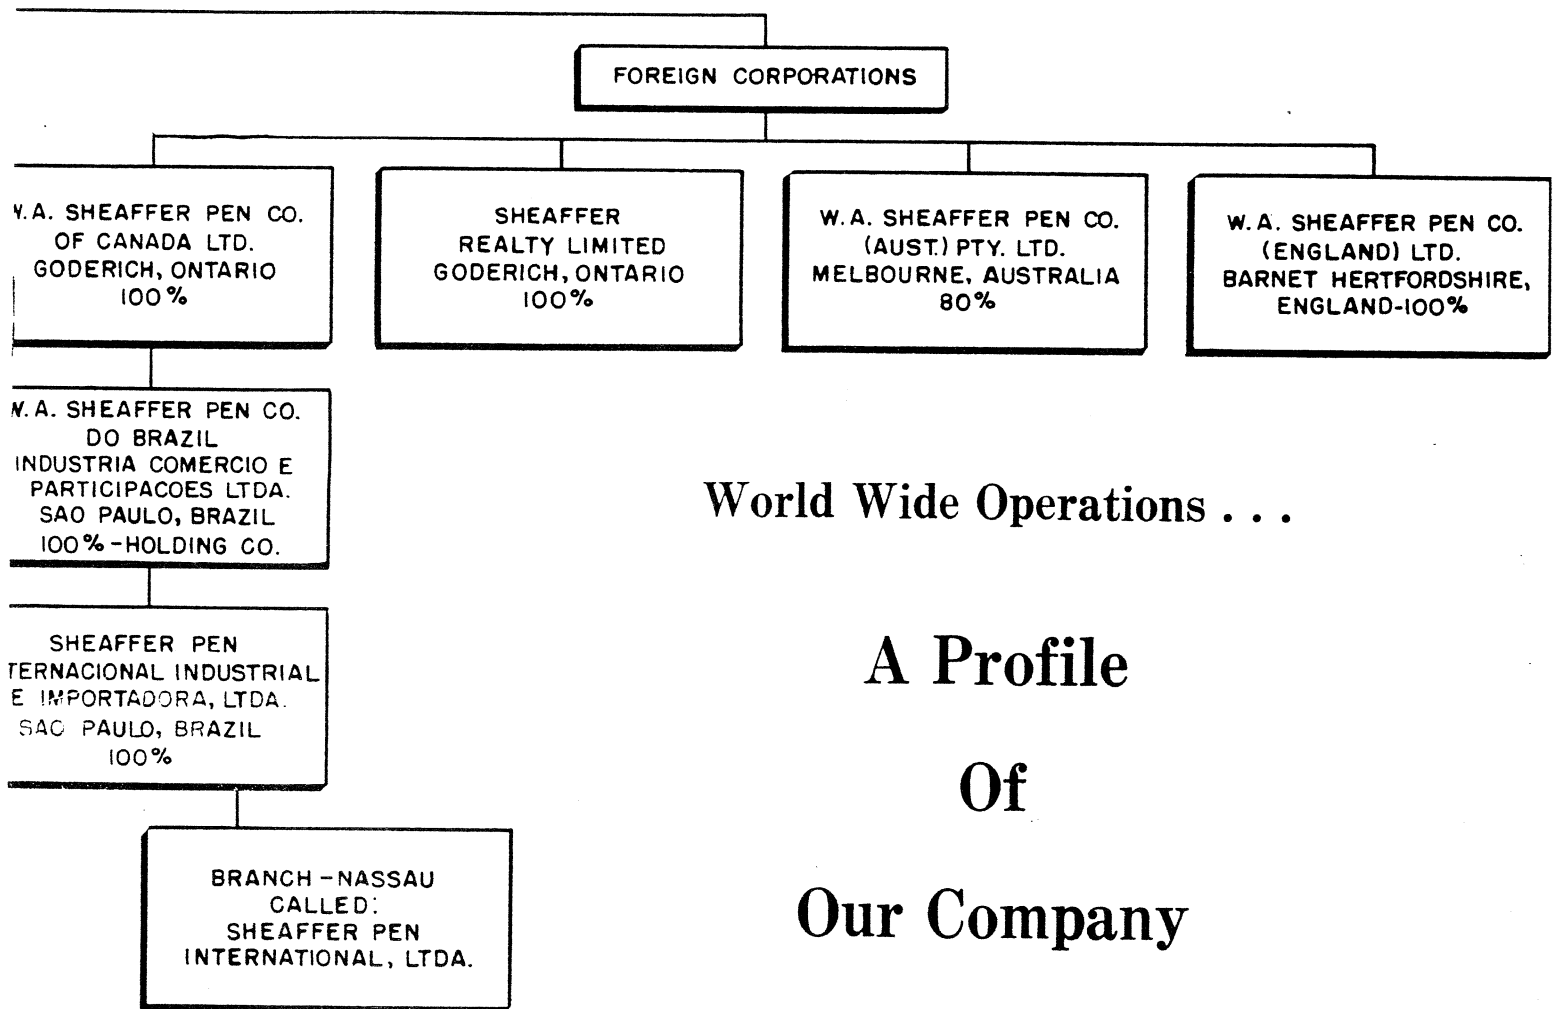 FOREIGN CORPORATIONS
W.A. SHEAFFER PEN CO.
OF CANADA LTD.
GODERICH, ONTARIO
100%
SHEAFFER
REALTY LIMITED
GODERICH, ONTARIO
100%
W.A. SHEAFFER PEN CO.
(AUST.) PTY. LTD.
MELBOURNE, AUSTRALIA
80%
W.A. SHEAFFER PEN CO.
(ENGLAND) LTD.
BARNET HERTFORDSHIRE,
ENGLAND-100%
W.A. SHEAFFER PEN CO.
DO BRAZIL
INDUSTRIA COMERCIO E
PARTICIPACOES LTDA.
SAO PAULO, BRAZIL
100%-HOLDING CO.
SHEAFFER PEN
TERNACIONAL INDUSTRIAL
E IMPORTADORA, LTDA.
SAO PAULO, BRAZIL
100%
BRANCH-NASSAU
CALLED:
SHEAFFER PEN
INTERNATIONAL, LTDA.
World Wide Operations . . .
A Profile
Of
Our Company